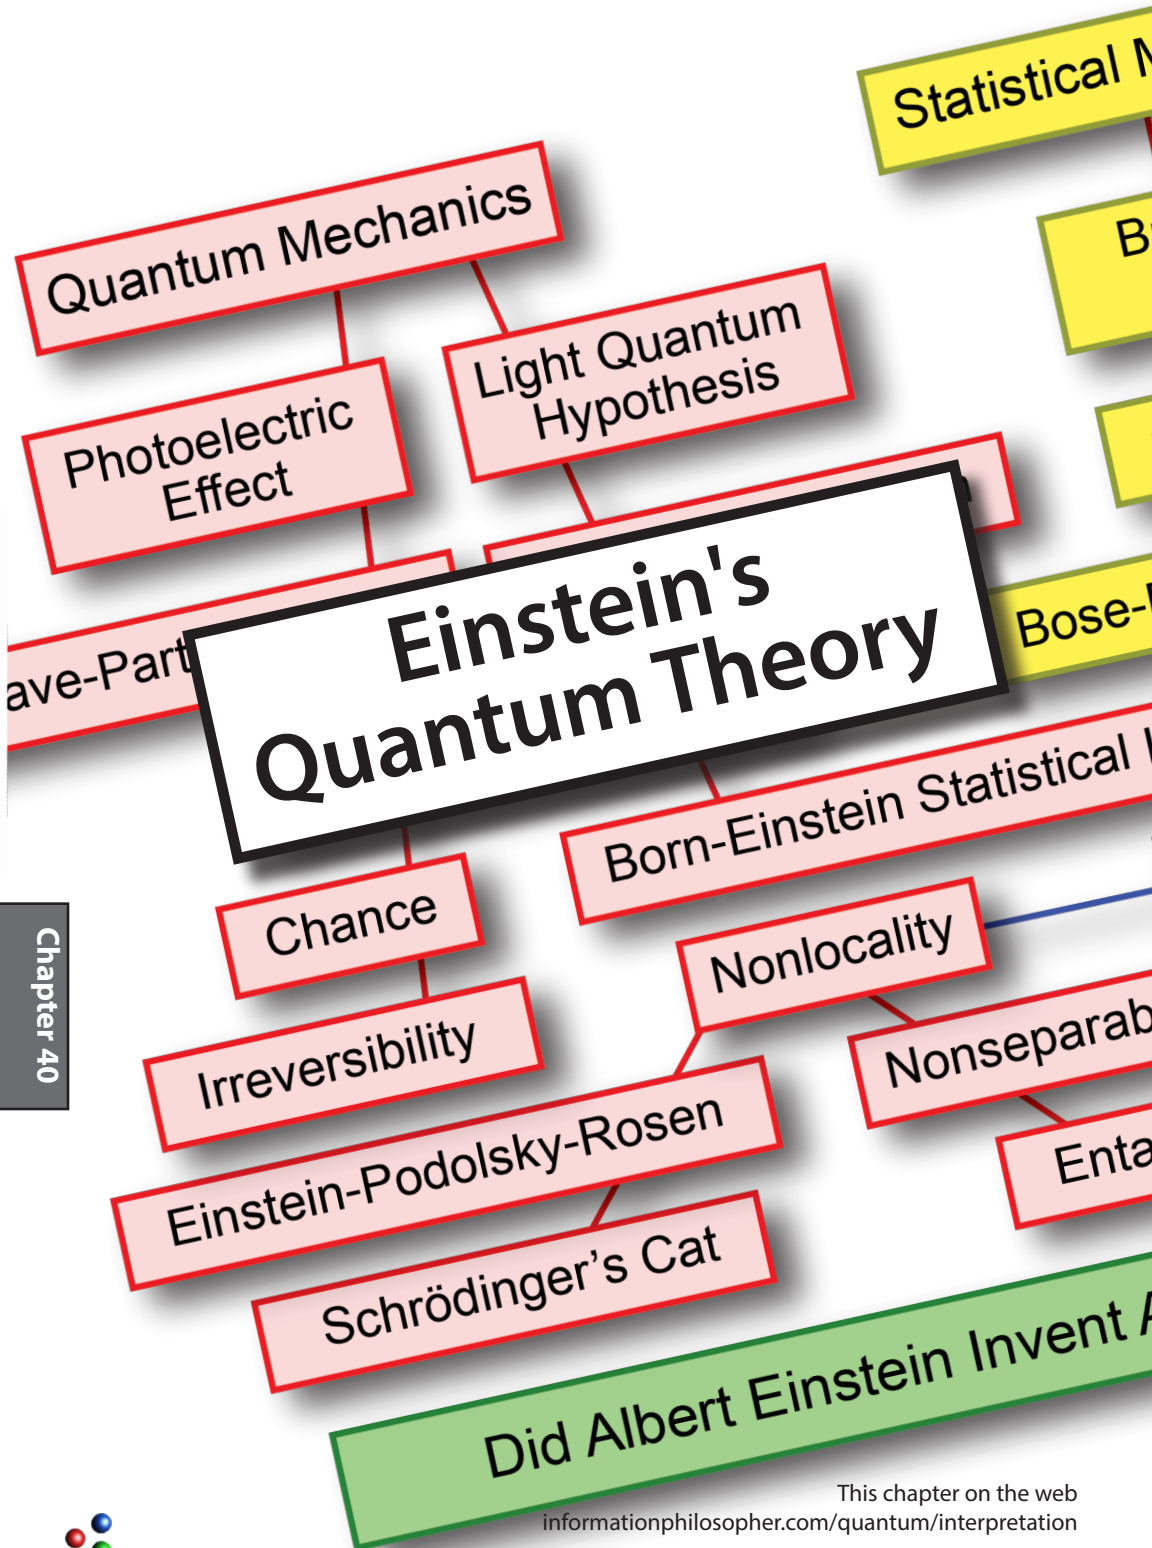 Statistical
Quantum Mechanics
Light Quantum
Hypothesis
Photoelectric
Effect
Einstein's
Quantum Theory
Bose-
Born-Einstein Statistical
Chance
Nonlocality
Irreversibility
Nonseparab
Einstein-Podolsky-Rosen
Enta
Schrödinger’s Cat
Did Albert Einstein Invent
Chapter 40
This chapter on the web
informationphilosopher.com/quantum/interpretation